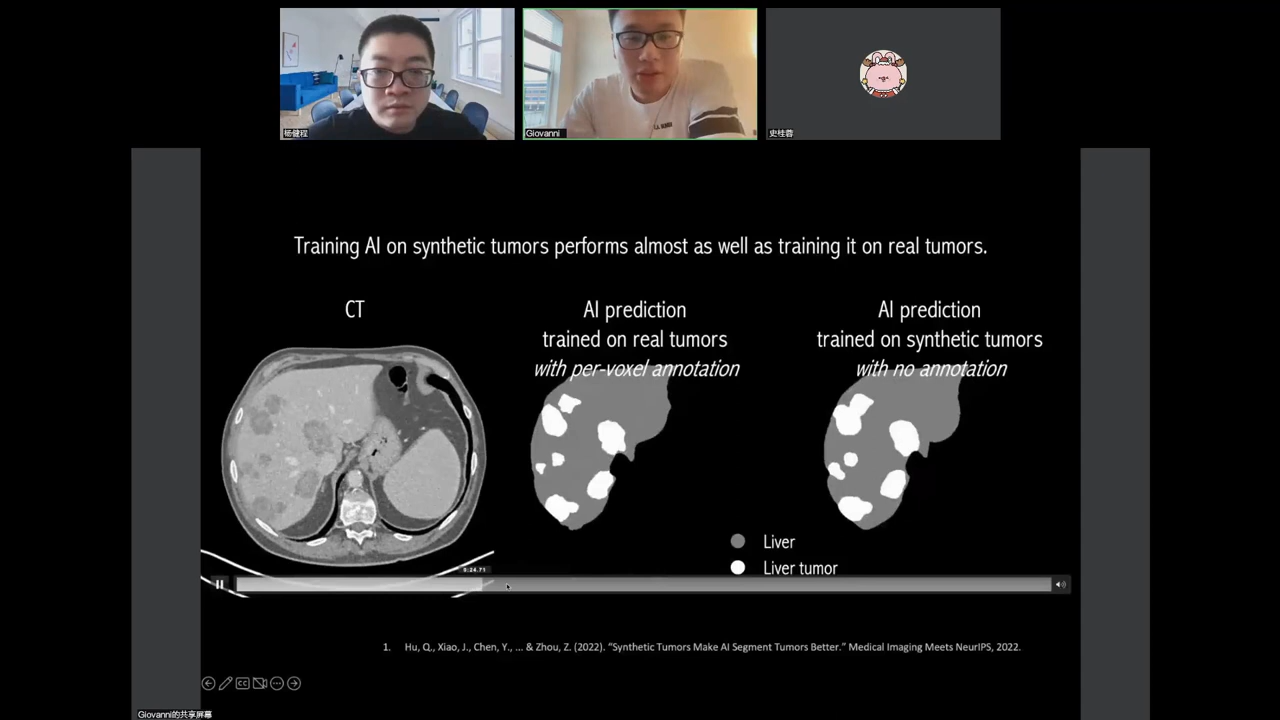 杨健程
Giovanni
史桂蓉
Training AI on synthetic tumors performs almost as well as training it on real tumors.
CT
AI prediction
trained on real tumors
with per-voxel annotation
AI prediction
trained on synthetic tumors
with no annotation
Liver
Liver tumor
0:24.71
1. Hu, Q., Xiao, J., Chen, Y., ... & Zhou, Z. (2022). “Synthetic Tumors Make AI Segment Tumors Better.” Medical Imaging Meets NeurIPS, 2022.
CC
Giovanni的共享屏幕